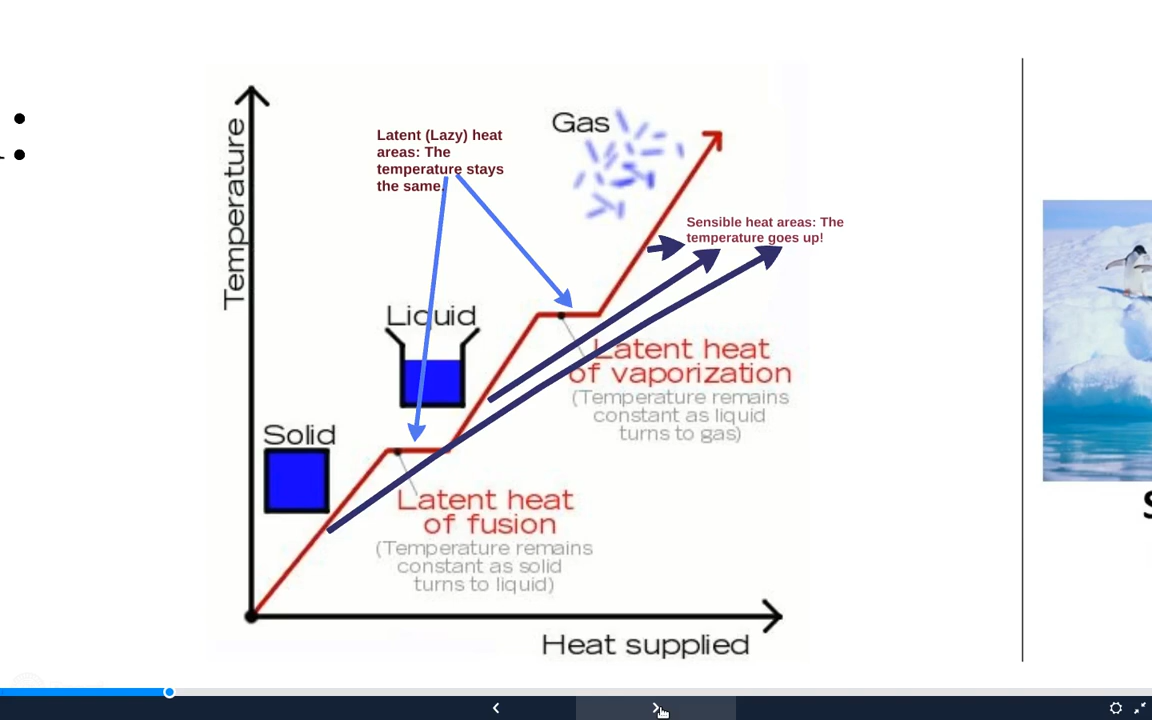 Temperature
Latent (Lazy) heat
areas: The
temperature stays
the same.
Gas
Sensible heat areas: The
temperature goes up!
Liquid
Latent heat
of vaporization
(Temperature remains
constant as liquid
turns to gas)
Solid
Latent heat
of fusion
(Temperature remains
constant as solid
turns to liquid)
Heat supplied